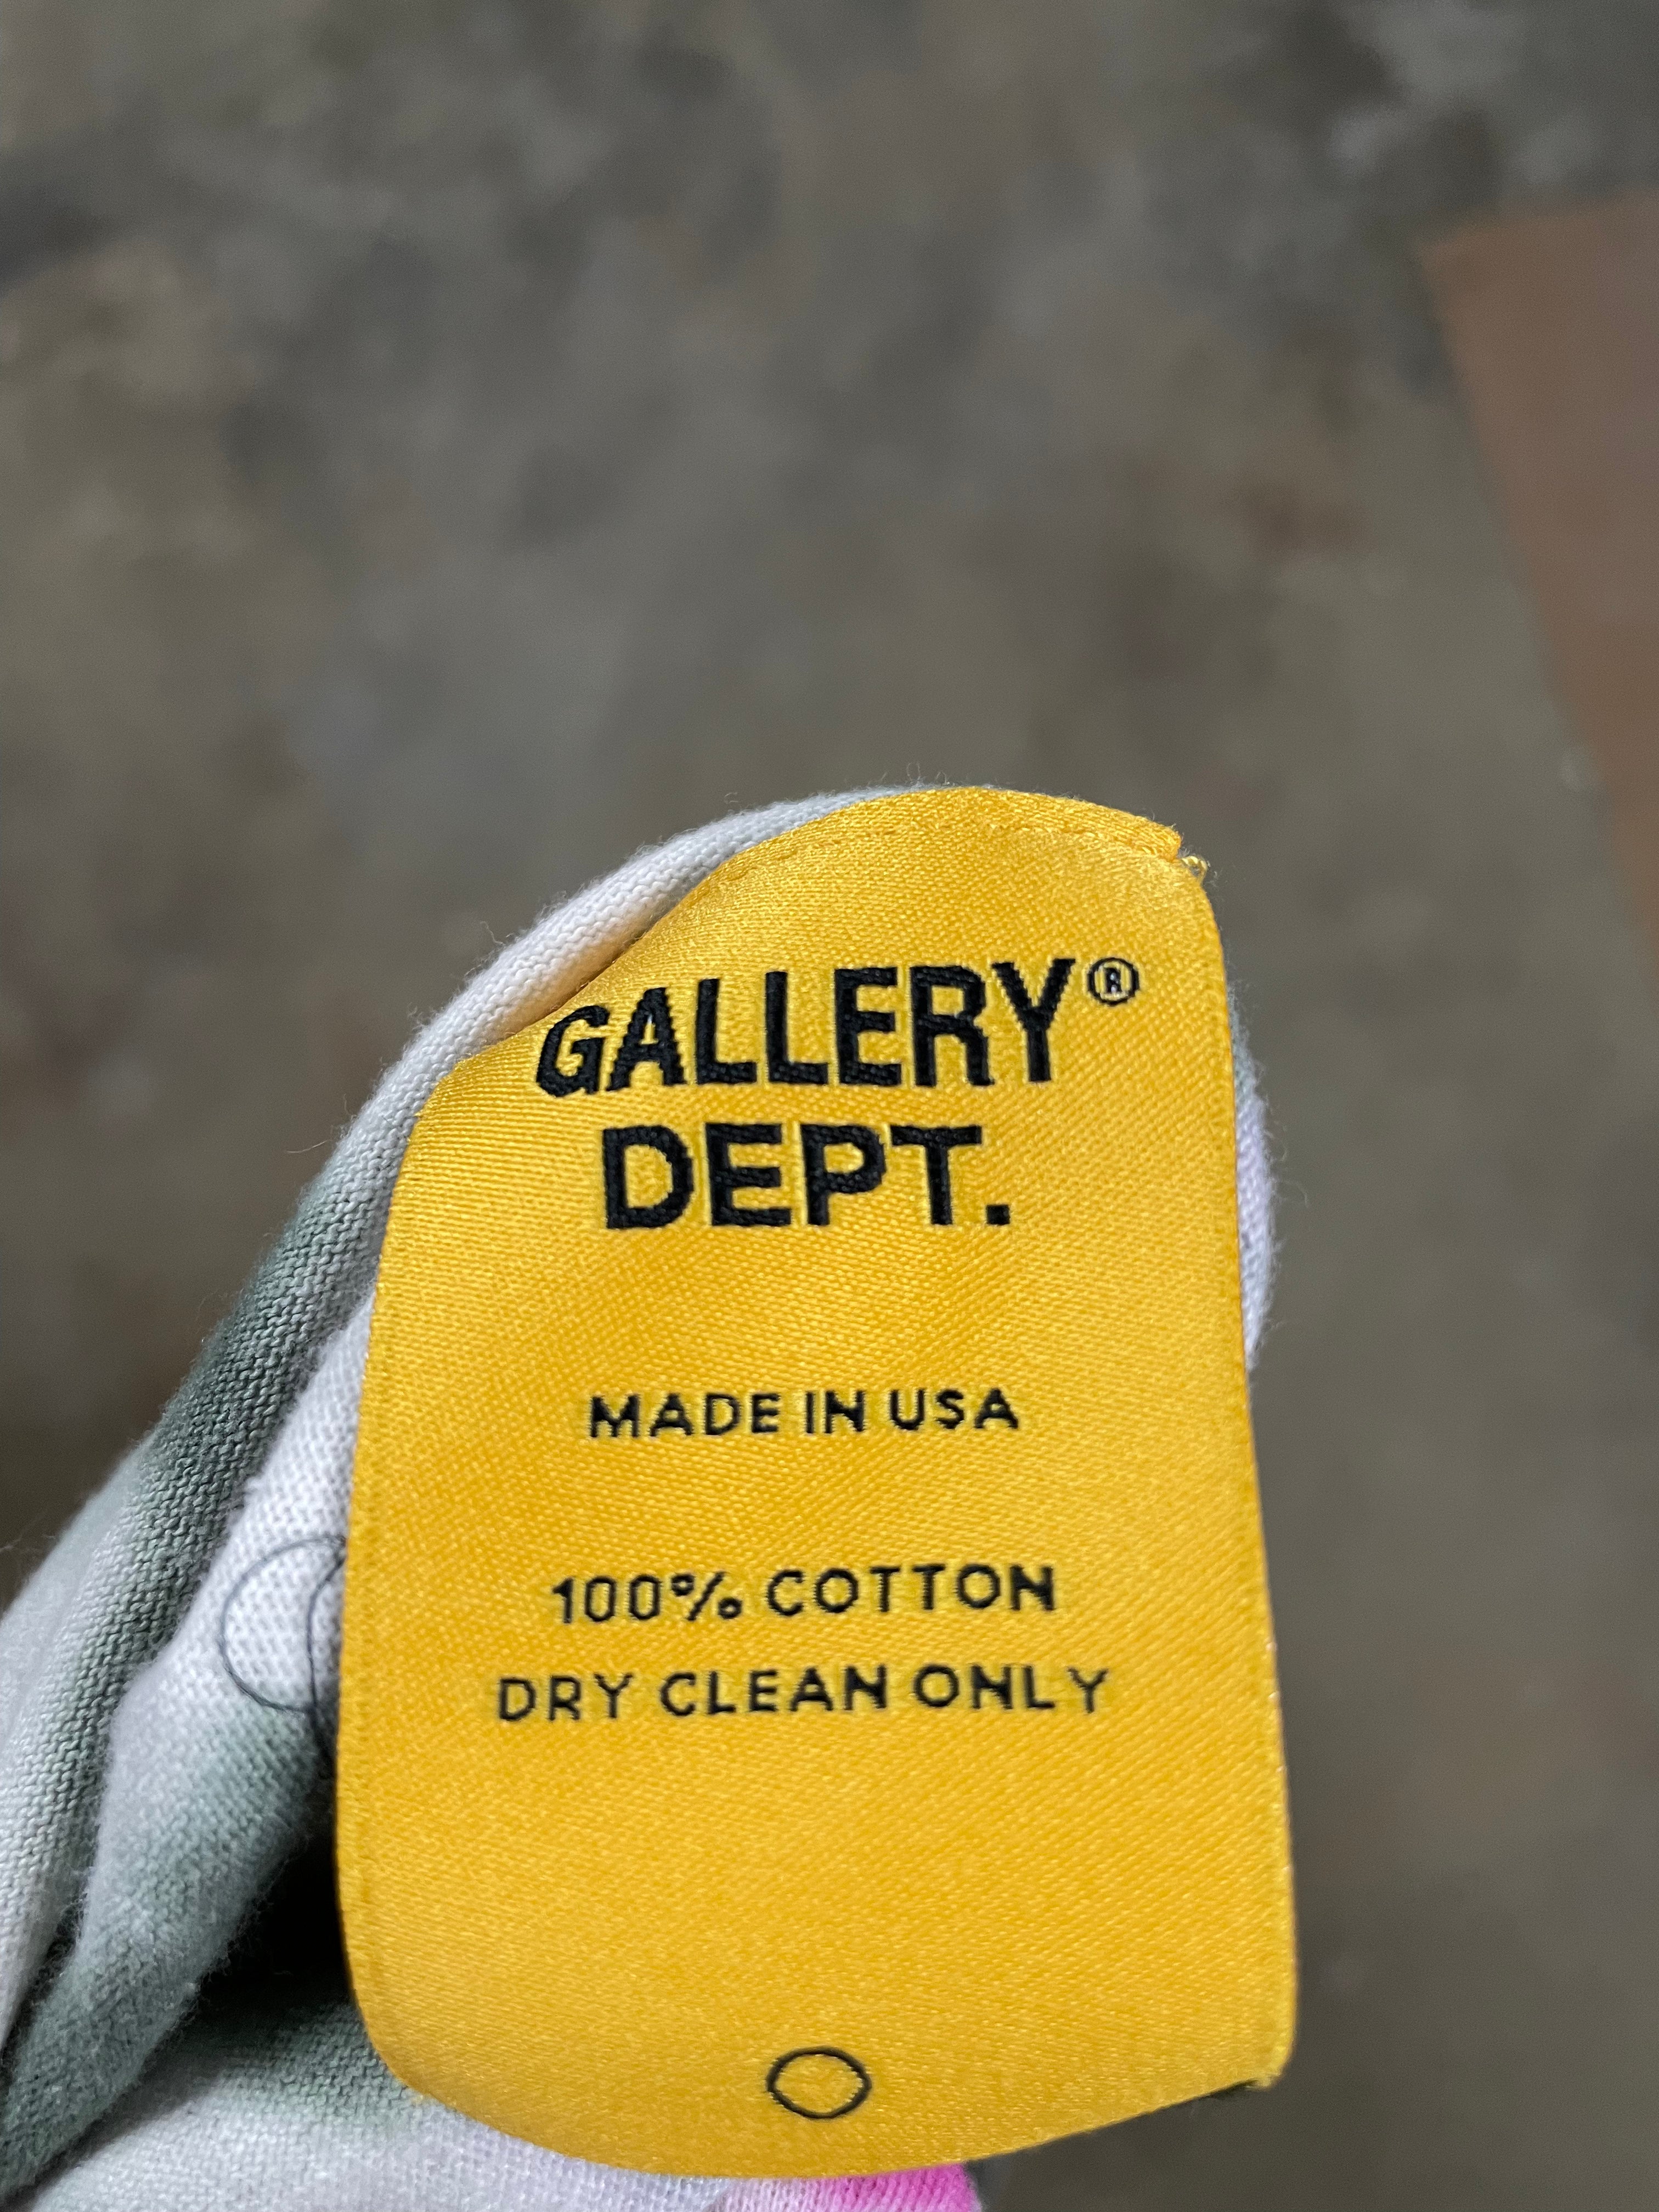 GALLERY®
DEPT.
MADE IN USA
100% COTTON
DRY CLEAN ONLY